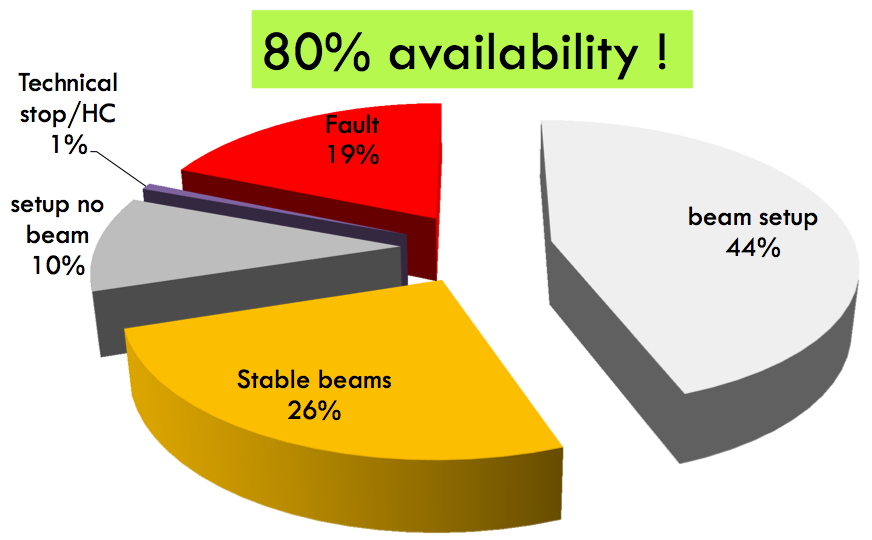 80% availability !
Technical
stop/HC
1%
Fault
19%
setup no
beam
10%
beam setup
44%
Stable beams
26%